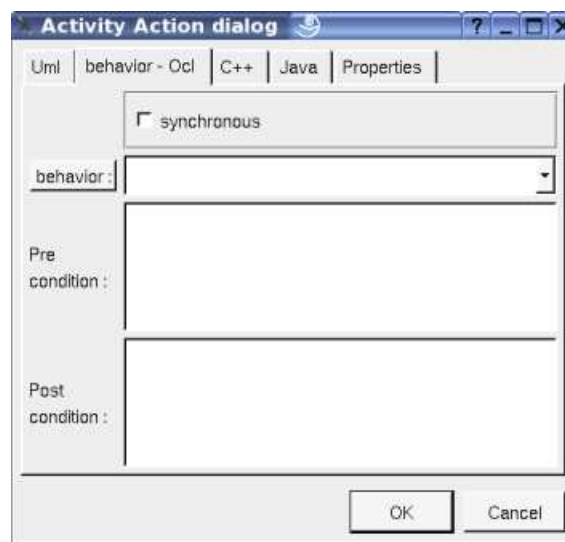 Activity Action dialog
Uml behavior - Ocl C++ Java Properties
synchronous
behavior :
Pre
condition :
Post
condition :
OK Cancel